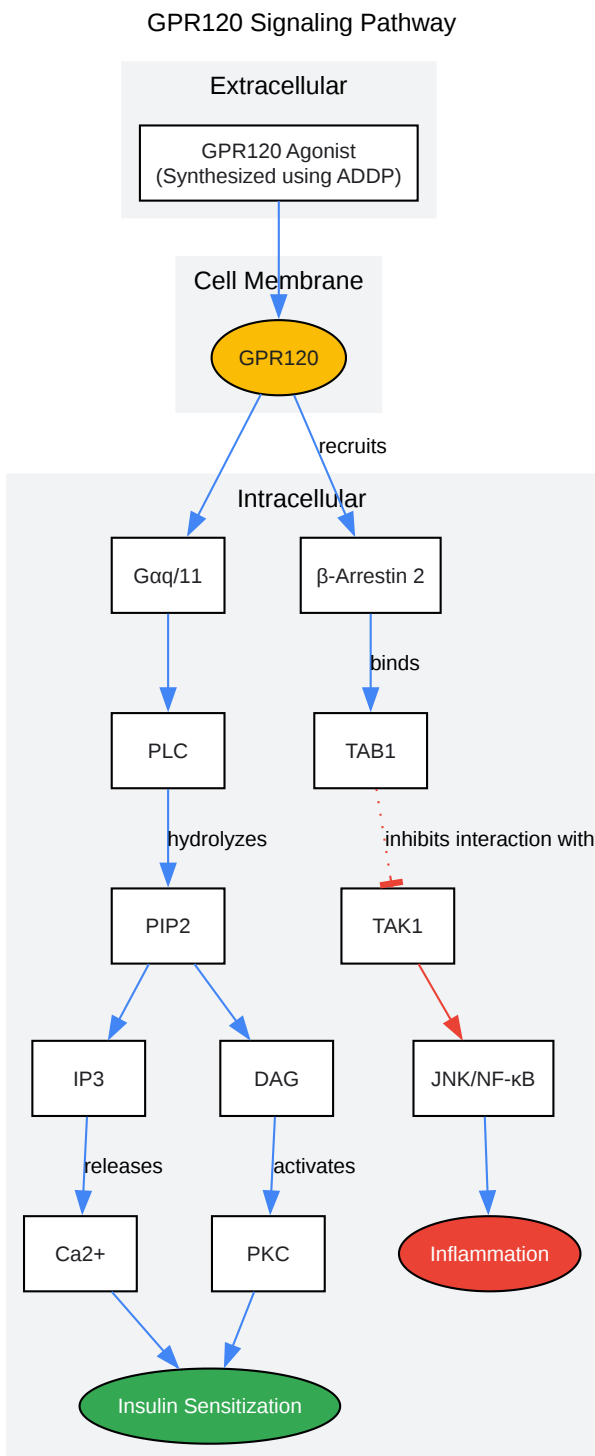 GPR120 Signaling Pathway
Extracellular
GPR120 Agonist
(Synthesized using ADDP)
Cell Membrane
GPR120
recruits
Intracellular
Gαq/11
β-Arrestin 2
binds
PLC
TAB1
hydrolyzes
inhibits interaction with
PIP2
TAK1
IP3
DAG
JNK/NF-κB
releases
activates
Ca2+
PKC
Inflammation
Insulin Sensitization